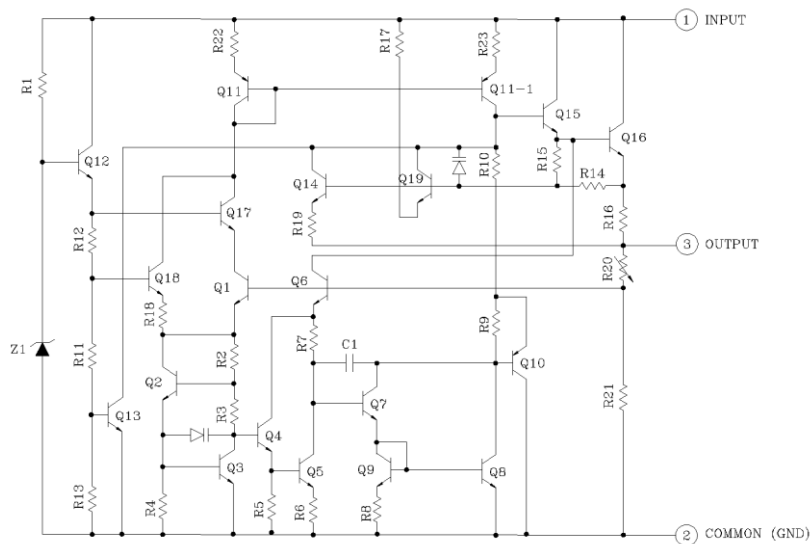 1 INPUT
R22
R17
R23
R1
Q11
Q11-1
Q15
Q16
Q12
R10
R15
Q14
Q19
R14
Q17
R19
R16
R12
3 OUTPUT
Q18
Q1
Q6
R20
R18
R7
R9
C1
Z1
R11
R2
Q10
Q2
R21
R3
Q7
Q13
Q4
Q3
Q5
Q9
Q8
R13
R4
R5
R6
R8
2 COMMON (GND)